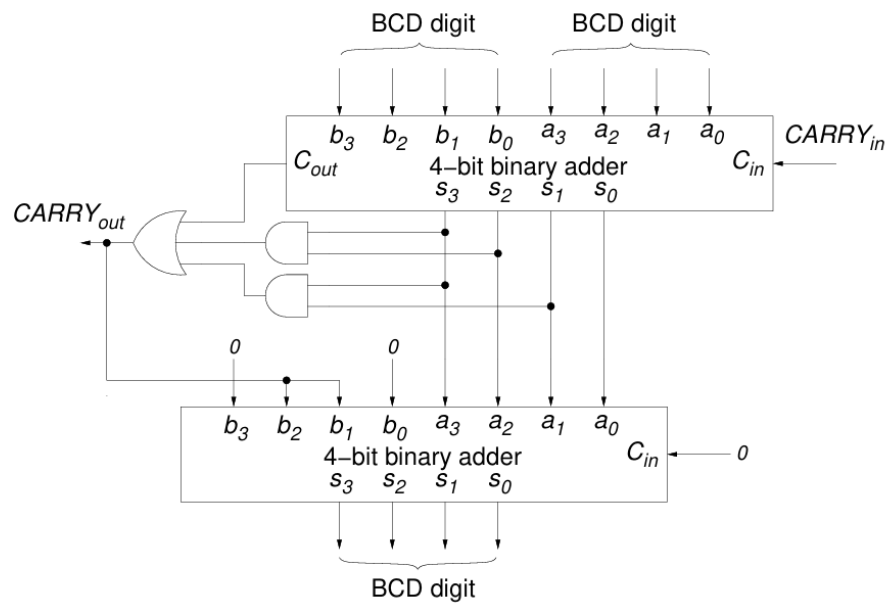 BCD digit BCD digit
b3 b2 b1 b0 a3 a2 a1 a0 CARRYin
Cout 4−bit binary adder Cin
s3 s2 s1 s0
CARRYout
0 0
b3 b2 b1 b0 a3 a2 a1 a0
4−bit binary adder Cin 0
s3 s2 s1 s0
BCD digit